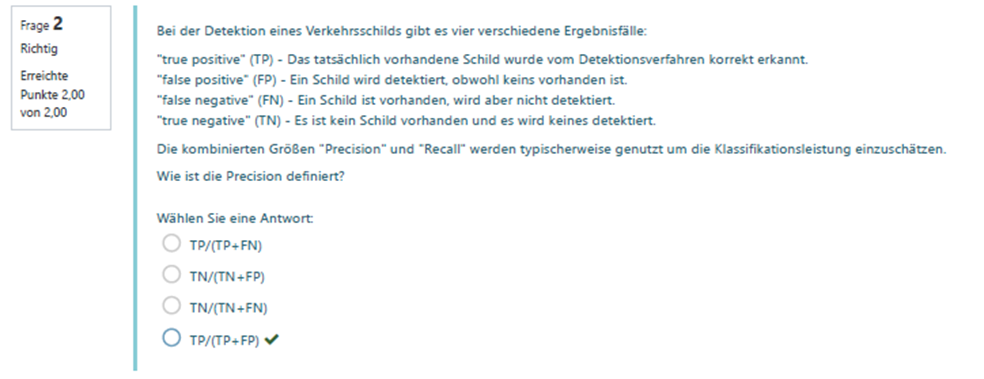 Frage 2
Richtig
Erreichte
Punkte 2,00
von 2,00
Bei der Detektion eines Verkehrsschilds gibt es vier verschiedene Ergebnisfälle:
"true positive" (TP) - Das tatsächlich vorhandene Schild wurde vom Detektionsverfahren korrekt erkannt.
"false positive" (FP) - Ein Schild wird detektiert, obwohl keins vorhanden ist.
"false negative" (FN) - Ein Schild ist vorhanden, wird aber nicht detektiert.
"true negative" (TN) - Es ist kein Schild vorhanden und es wird keines detektiert.
Die kombinierten Größen "Precision" und "Recall" werden typischerweise genutzt um die Klassifikationsleistung einzuschätzen.
Wie ist die Precision definiert?
Wählen Sie eine Antwort:
TP/(TP+FN)
TN/(TN+FP)
TN/(TN+FN)
TP/(TP+FP)